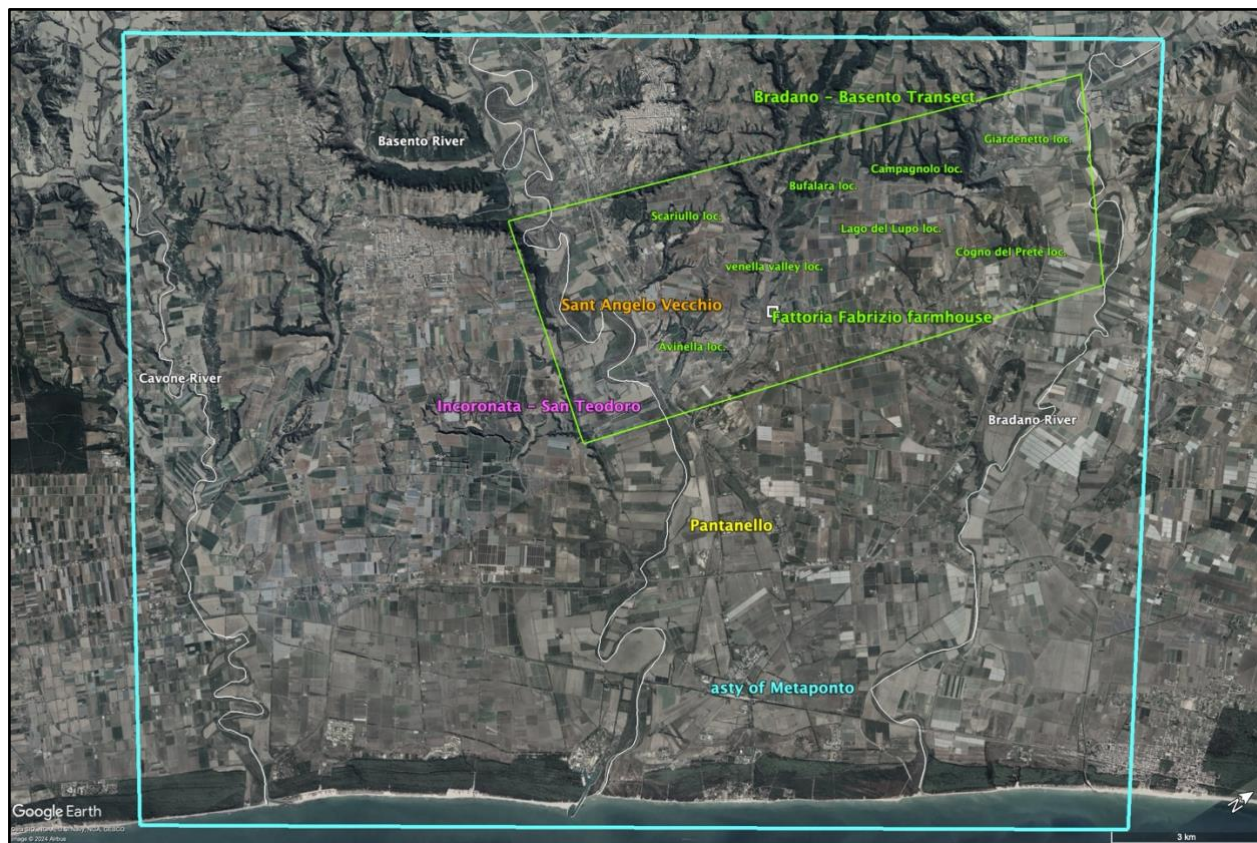 Bradano - Basento Transect
Basento River
Giardenetto loc.
Campagnolo loc.
Bufalara loc.
Scariullo loc.
Lago del Lupo loc.
Cogno del Prete loc.
venella valley loc.
Sant Angelo Vecchio
Fattoria Fabrizio farmhouse
Avinella loc.
Cavone River
Incoronata - San Teodoro
Bradano River
Pantanello
asty of Metaponto
Google Earth
Image © 2024 Airbus
N
3 km